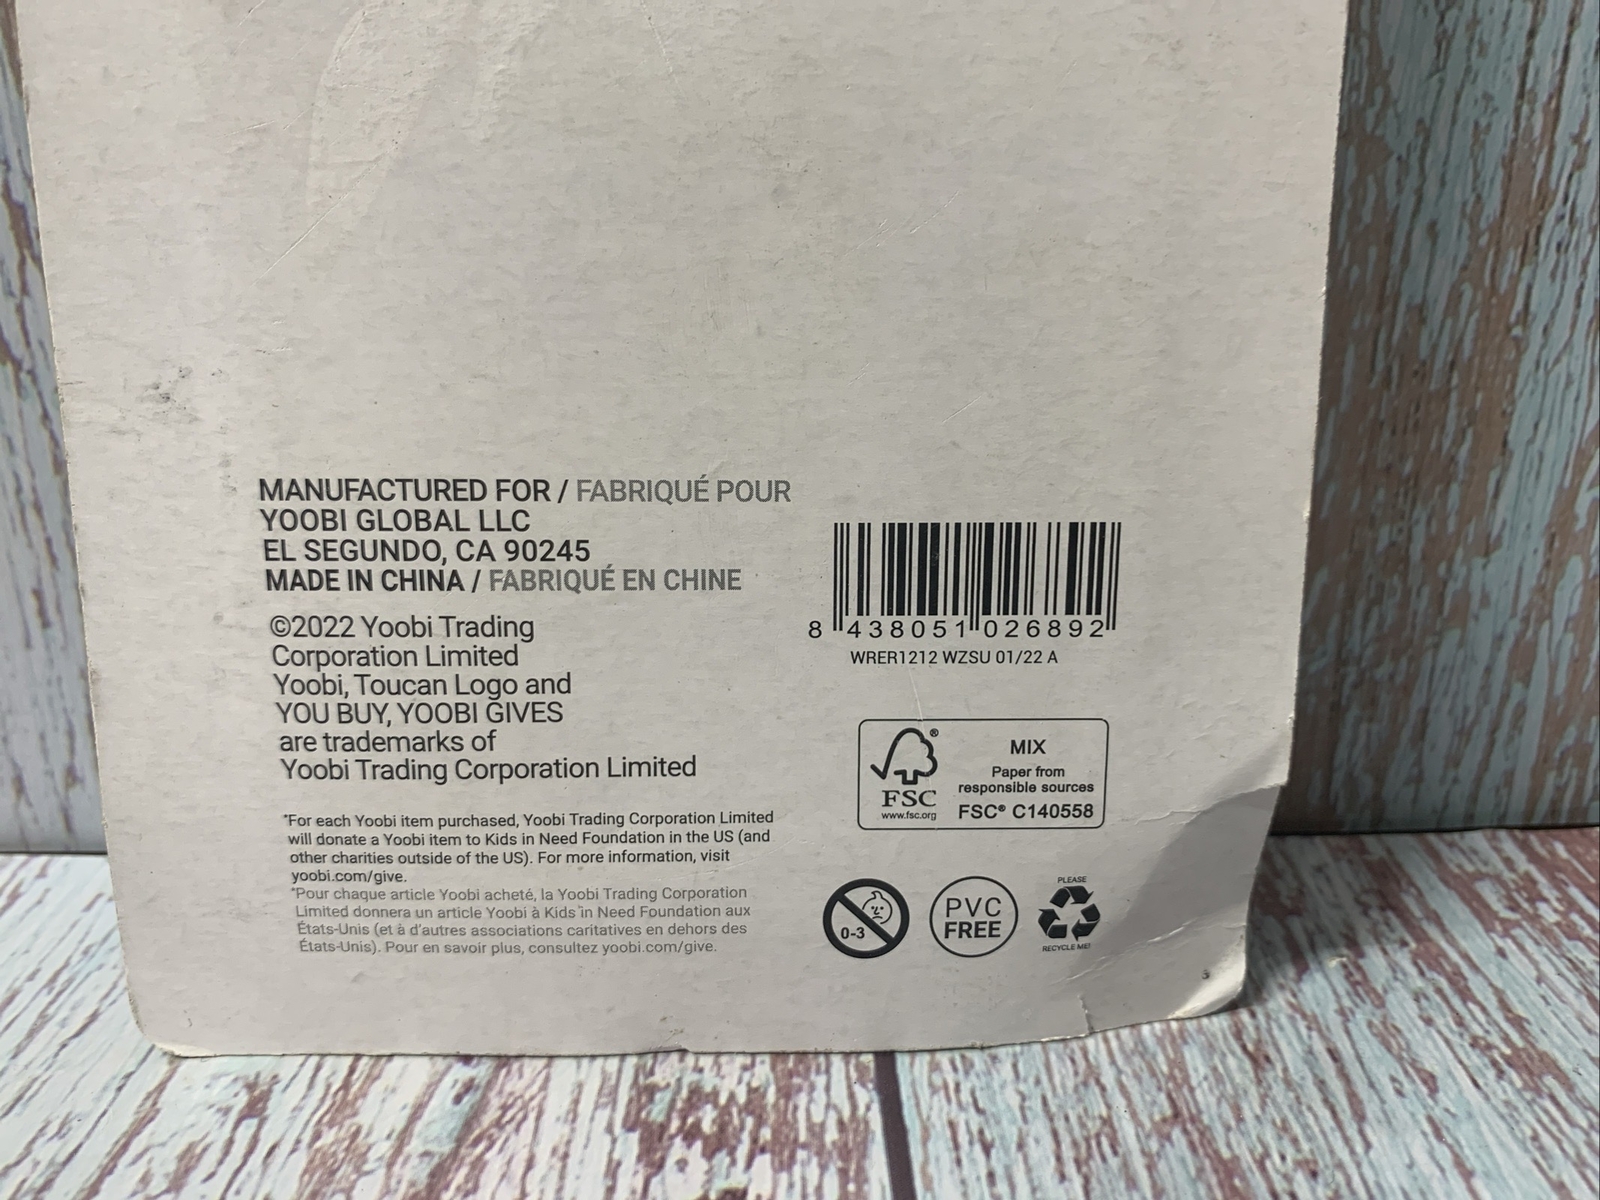 MANUFACTURED FOR / FABRIQUÉ POUR
YOOBI GLOBAL LLC
EL SEGUNDO, CA 90245
MADE IN CHINA / FABRIQUÉ EN CHINE
©2022 Yoobi Trading
Corporation Limited
Yoobi, Toucan Logo and
YOU BUY, YOOBI GIVES
are trademarks of
Yoobi Trading Corporation Limited
*For each Yoobi item purchased, Yoobi Trading Corporation Limited
will donate a Yoobi item to Kids in Need Foundation in the US (and
other charities outside of the US). For more information, visit
yoobi.com/give.
*Pour chaque article Yoobi acheté, la Yoobi Trading Corporation
Limited donnera un article Yoobi à Kids in Need Foundation aux
États-Unis (et à d'autres associations caritatives en dehors des
États-Unis). Pour en savoir plus, consultez yoobi.com/give.
8 438051 026892
WRER1212 WZSU 01/22 A
FSC®
www.fsc.org
MIX
Paper from
responsible sources
FSC® C140558
0-3
PVC
FREE
PLEASE
RECYCLE ME!
3